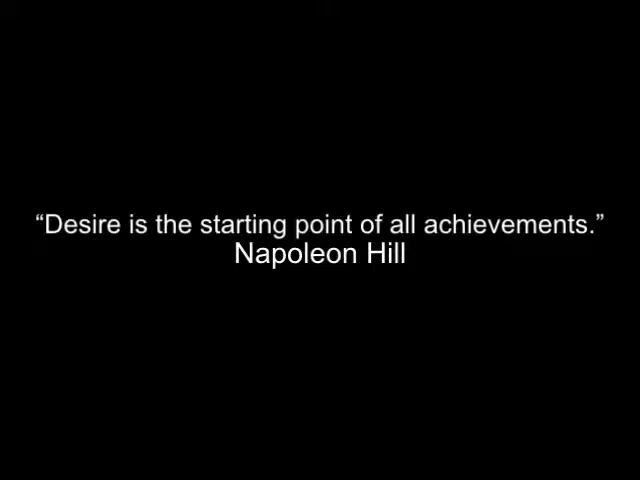 “Desire is the starting point of all achievements.”
Napoleon Hill